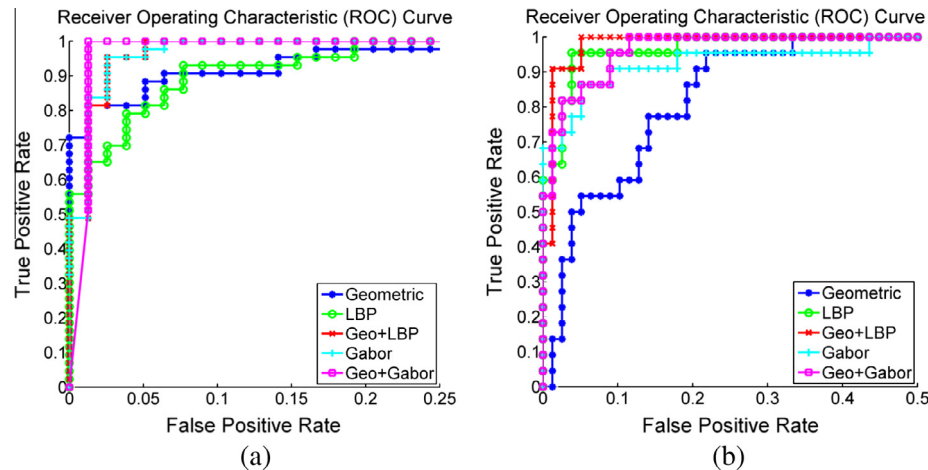 Receiver Operating Characteristic (ROC) Curve
1
0.9
0.8
0.7
0.6
0.5
0.4
0.3
0.2
0.1
0
True Positive Rate
Geometric
LBP
Geo+LBP
Gabor
Geo+Gabor
0 0.05 0.1 0.15 0.2 0.25
False Positive Rate
(a)
Receiver Operating Characteristic (ROC) Curve
1
0.9
0.8
0.7
0.6
0.5
0.4
0.3
0.2
0.1
0
True Positive Rate
Geometric
LBP
Geo+LBP
Gabor
Geo+Gabor
0 0.1 0.2 0.3 0.4 0.5
False Positive Rate
(b)